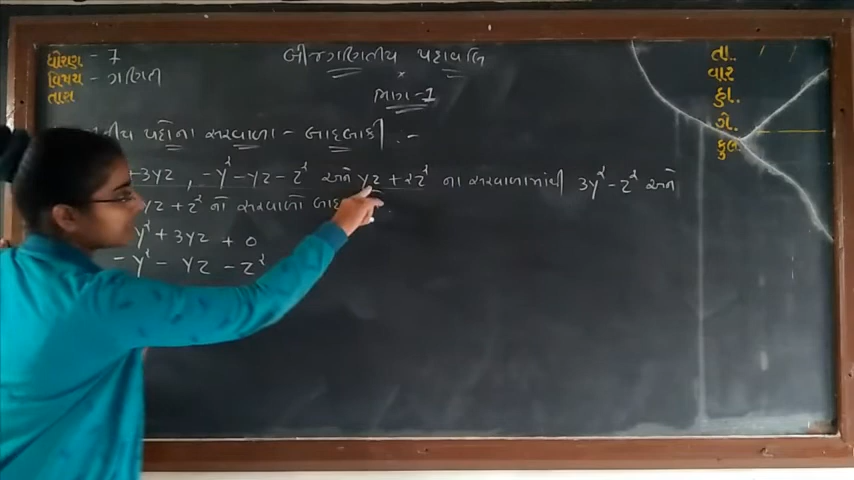 ધોરણ - 7
વિષય - ગણિત
તાસ
બીજગણિતીય પદાવલિ
ભાગ-1
તા.. / /
વાર
હા..
ગે.
કુલ
પદોના સરવાળા - બાદબાકી :-
+3yz , -y² - yz - z² અને yz + 2z² ના સરવાળામાંથી 3y² - z² અને
yz + z² નો સરવાળો
y² + 3yz + 0
- y² - yz - z²